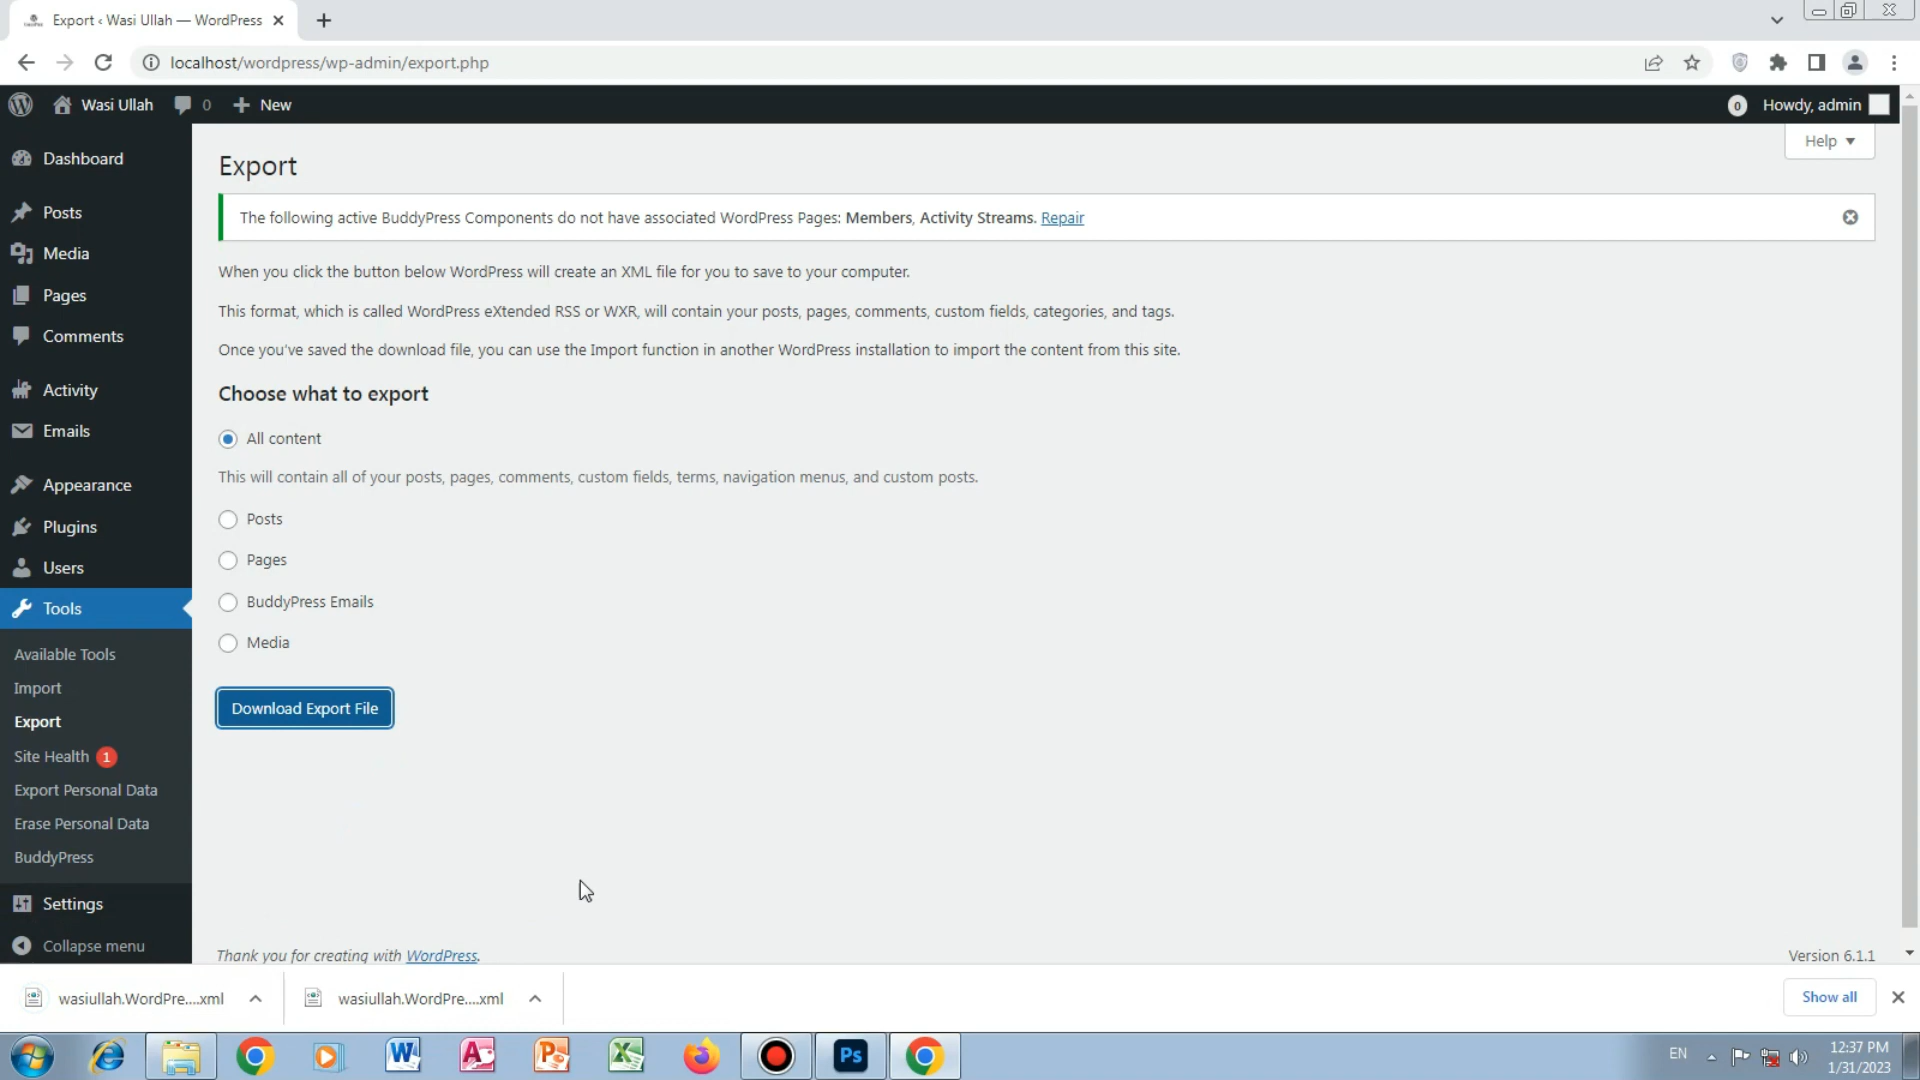 Export ‹ Wasi Ullah — WordPress
localhost/wordpress/wp-admin/export.php
Wasi Ullah
0
New
0
Howdy, admin
Help
Dashboard
Posts
Media
Pages
Comments
Activity
Emails
Appearance
Plugins
Users
Tools
Available Tools
Import
Export
Site Health 1
Export Personal Data
Erase Personal Data
BuddyPress
Settings
Collapse menu
Export
The following active BuddyPress Components do not have associated WordPress Pages: Members, Activity Streams. Repair
When you click the button below WordPress will create an XML file for you to save to your computer.
This format, which is called WordPress eXtended RSS or WXR, will contain your posts, pages, comments, custom fields, categories, and tags.
Once you've saved the download file, you can use the Import function in another WordPress installation to import the content from this site.
Choose what to export
All content
This will contain all of your posts, pages, comments, custom fields, terms, navigation menus, and custom posts.
Posts
Pages
BuddyPress Emails
Media
Download Export File
Thank you for creating with WordPress.
Version 6.1.1
wasiullah.WordPre....xml
wasiullah.WordPre....xml
Show all
Ps
EN
12:37 PM
1/31/2023